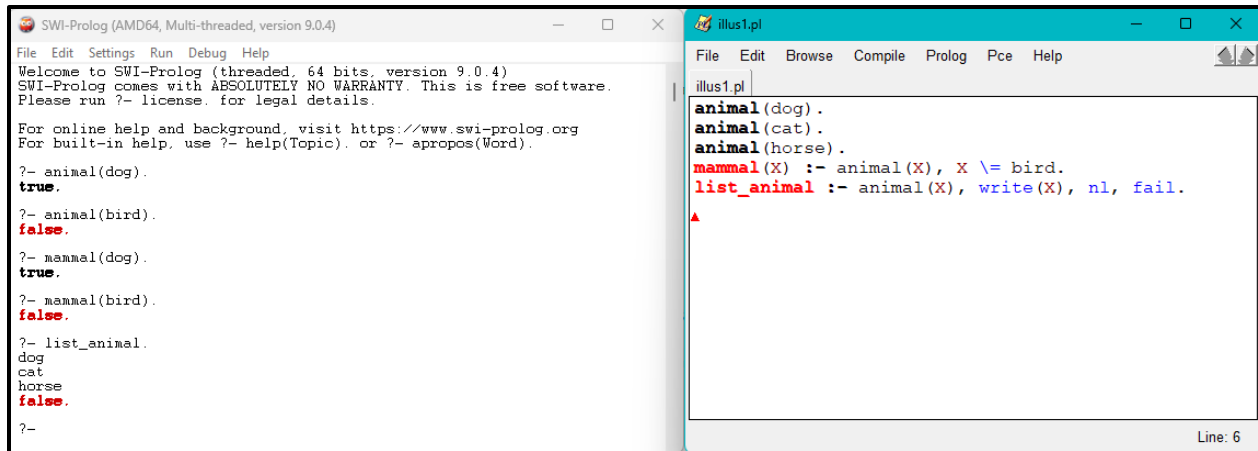 SWI-Prolog (AMD64, Multi-threaded, version 9.0.4)
File Edit Settings Run Debug Help
Welcome to SWI-Prolog (threaded, 64 bits, version 9.0.4)
SWI-Prolog comes with ABSOLUTELY NO WARRANTY. This is free software.
Please run ?- license. for legal details.
For online help and background, visit https://www.swi-prolog.org
For built-in help, use ?- help(Topic). or ?- apropos(Word).
?- animal(dog).
true.
?- animal(bird).
false.
?- mammal(dog).
true.
?- mammal(bird).
false.
?- list_animal.
dog
cat
horse
false.
?-
illus1.pl
File Edit Browse Compile Prolog Pce Help
illus1.pl
animal(dog).
animal(cat).
animal(horse).
mammal(X) :- animal(X), X \= bird.
list_animal :- animal(X), write(X), nl, fail.
Line: 6